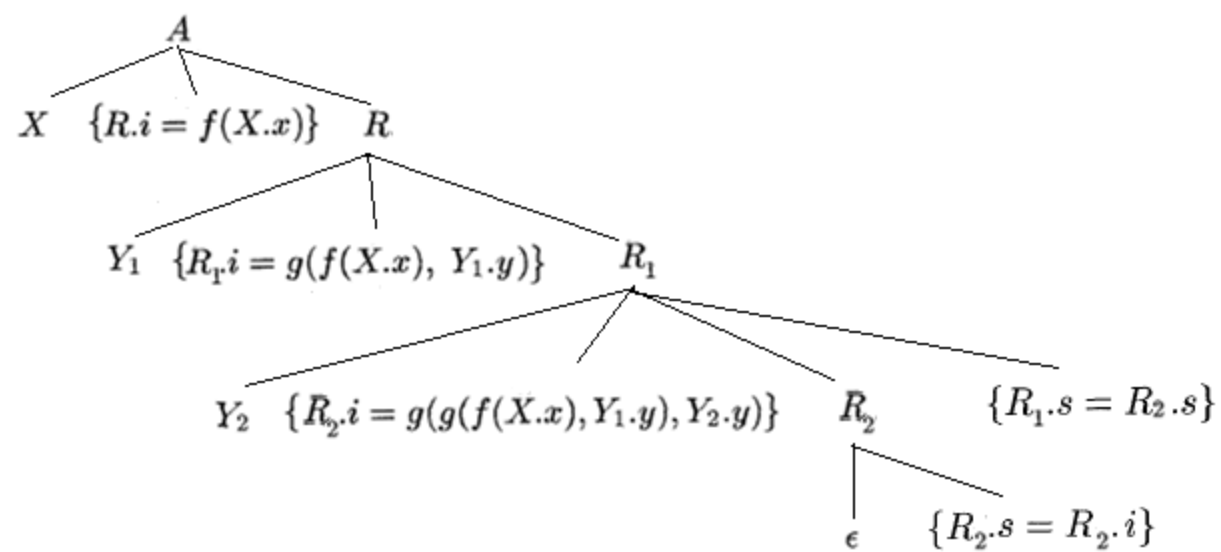 A
X {R.i = f(X.x)} R
Y₁ {R₁.i = g(f(X.x), Y₁.y)} R₁
Y₂ {R₂.i = g(g(f(X.x), Y₁.y), Y₂.y)} R₂ {R₁.s = R₂.s}
ϵ {R₂.s = R₂.i}